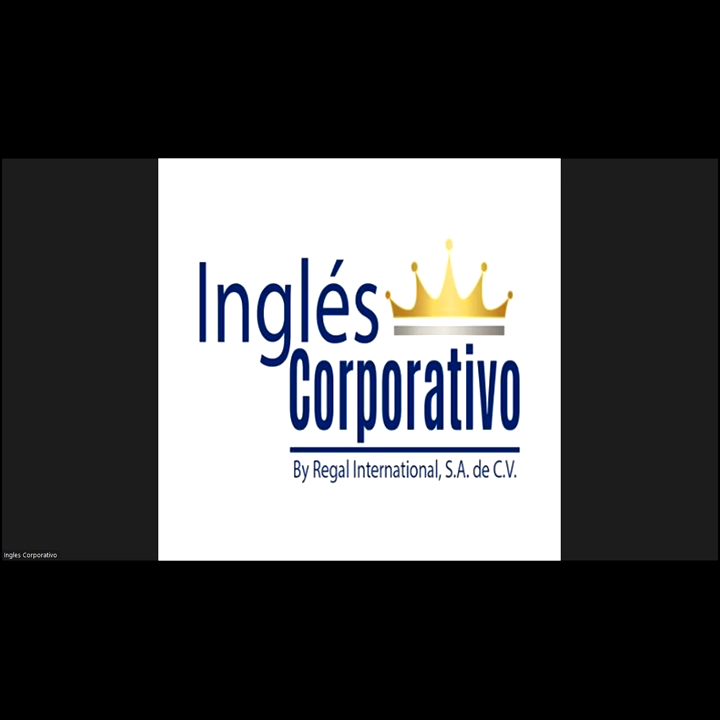 Inglés
Corporativo
By Regal International, S.A. de C.V.
Ingles Corporativo